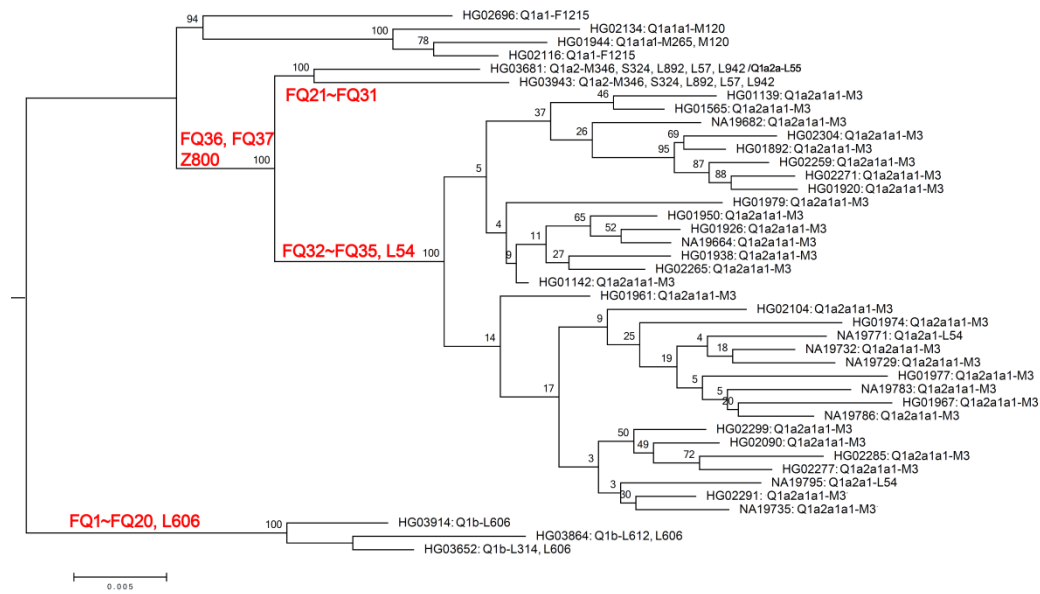 HG02696: Q1a1-F1215
94
HG02134: Q1a1a1-M120
100
HG01944: Q1a1a1-M265, M120
78
HG02116: Q1a1-F1215
HG03681: Q1a2-M346, S324, L892, L57, L942 /Q1a2a-L55
100
HG03943: Q1a2-M346, S324, L892, L57, L942
FQ21~FQ31
HG01139: Q1a2a1a1-M3
46
HG01565: Q1a2a1a1-M3
37
NA19682: Q1a2a1a1-M3
26
HG02304: Q1a2a1a1-M3
69
HG01892: Q1a2a1a1-M3
95
FQ36, FQ37
Z800
100
HG02259: Q1a2a1a1-M3
87
HG02271: Q1a2a1a1-M3
88
HG01920: Q1a2a1a1-M3
5
HG01979: Q1a2a1a1-M3
4
HG01950: Q1a2a1a1-M3
65
HG01926: Q1a2a1a1-M3
52
11
NA19664: Q1a2a1a1-M3
FQ32~FQ35, L54
100
9
HG01938: Q1a2a1a1-M3
27
HG02265: Q1a2a1a1-M3
HG01142: Q1a2a1a1-M3
HG01961: Q1a2a1a1-M3
14
HG02104: Q1a2a1a1-M3
9
HG01974: Q1a2a1a1-M3
25
NA19771: Q1a2a1-L54
4
NA19732: Q1a2a1a1-M3
18
19
NA19729: Q1a2a1a1-M3
HG01977: Q1a2a1a1-M3
5
17
NA19783: Q1a2a1a1-M3
5
HG01967: Q1a2a1a1-M3
20
NA19786: Q1a2a1a1-M3
HG02299: Q1a2a1a1-M3
50
HG02090: Q1a2a1a1-M3
49
HG02285: Q1a2a1a1-M3
72
HG02277: Q1a2a1a1-M3
3
NA19795: Q1a2a1-L54
3
HG02291: Q1a2a1a1-M3
30
NA19735: Q1a2a1a1-M3
FQ1~FQ20, L606
100
HG03914: Q1b-L606
HG03864: Q1b-L612, L606
HG03652: Q1b-L314, L606
0.005